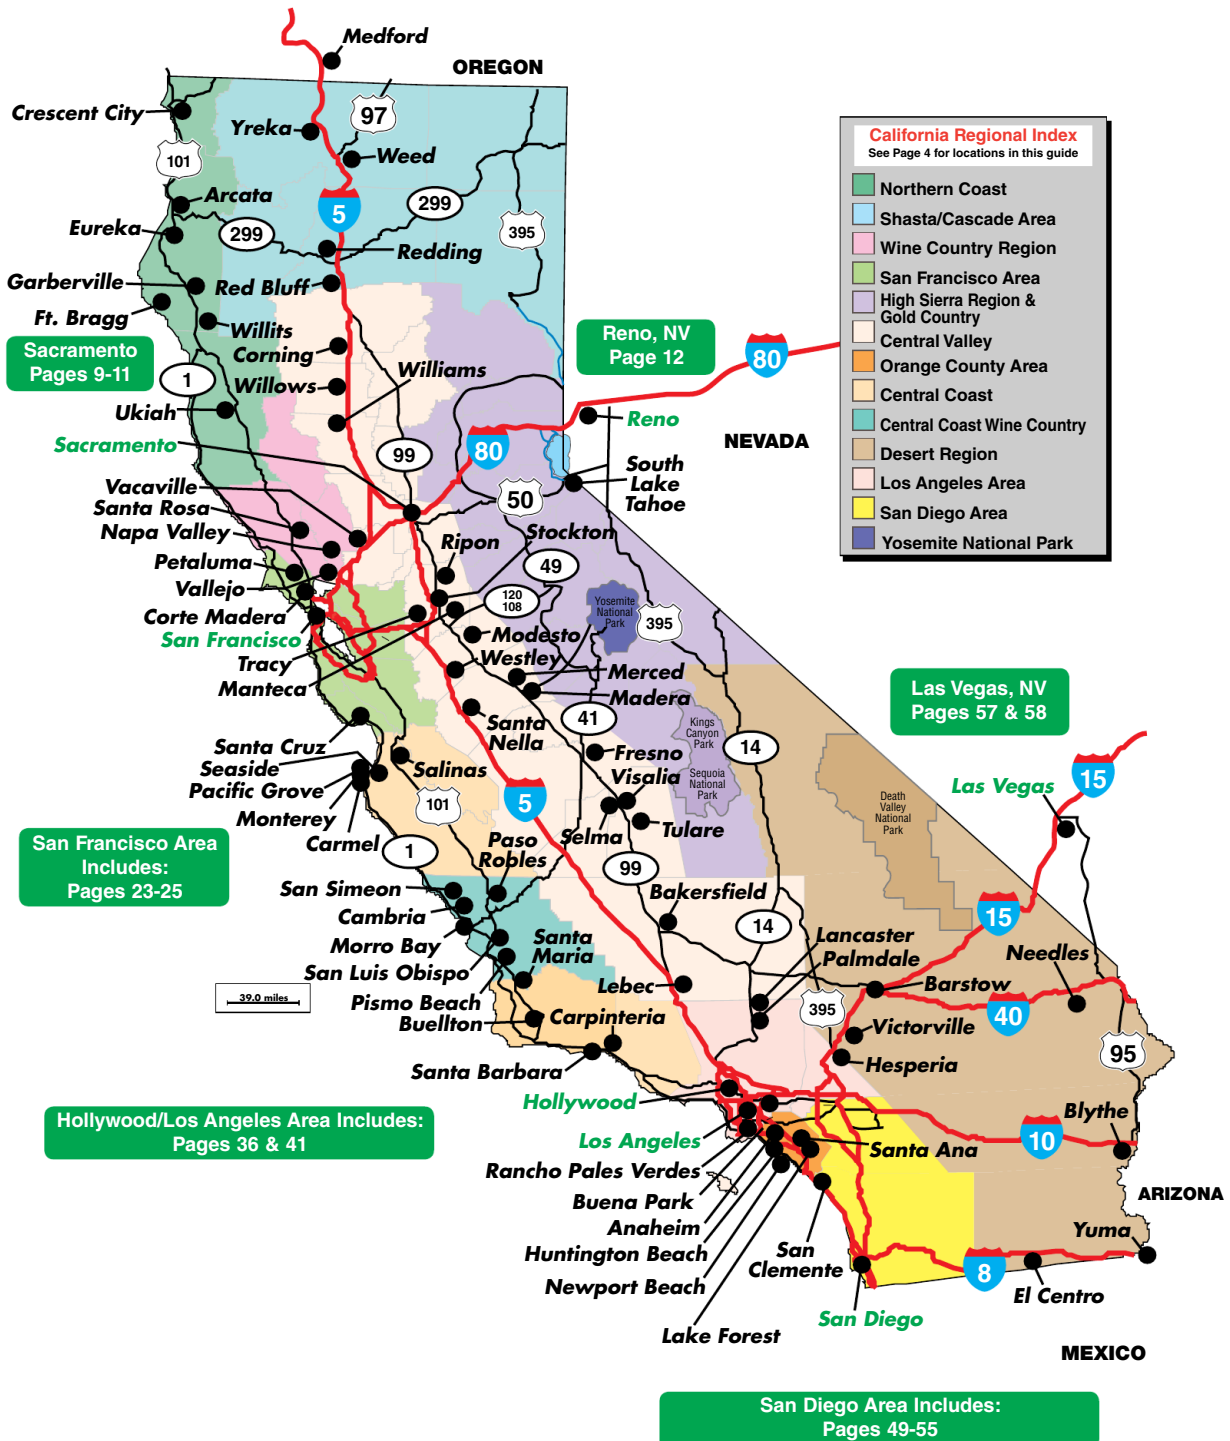 Medford
OREGON
Crescent City
97
Yreka
101
Weed
Arcata
5
299
Eureka
299
395
Redding
Garberville
Red Bluff
Ft. Bragg
Willits
Corning
Sacramento
Pages 9-11
1
Willows
Williams
Ukiah
Reno, NV
Page 12
80
Reno
NEVADA
Sacramento
99
80
South
Lake
Tahoe
50
Vacaville
Santa Rosa
Napa Valley
Stockton
Ripon
Petaluma
49
Vallejo
120
108
Yosemite
National
Park
395
Corte Madera
San Francisco
Modesto
Tracy
Westley
Merced
Manteca
Madera
41
Kings
Canyon
Park
14
Santa
Nella
Santa Cruz
Fresno
Seaside
Salinas
Visalia
Sequoia
National
Park
Pacific Grove
101
5
Monterey
Selma
Tulare
Carmel
1
Paso
Robles
99
Death
Valley
National
Park
California Regional Index
See Page 4 for locations in this guide
Northern Coast
Shasta/Cascade Area
Wine Country Region
San Francisco Area
High Sierra Region &
Gold Country
Central Valley
Orange County Area
Central Coast
Central Coast Wine Country
Desert Region
Los Angeles Area
San Diego Area
Yosemite National Park
Las Vegas, NV
Pages 57 & 58
15
Las Vegas
San Francisco Area
Includes:
Pages 23-25
San Simeon
Bakersfield
Cambria
14
15
Morro Bay
Santa
Maria
Lancaster
Palmdale
Needles
San Luis Obispo
Lebec
Barstow
39.0 miles
Pismo Beach
395
40
Buellton
Carpinteria
Victorville
95
Santa Barbara
Hesperia
Hollywood
Blythe
Hollywood/Los Angeles Area Includes:
Pages 36 & 41
Los Angeles
10
Santa Ana
Rancho Pales Verdes
Buena Park
ARIZONA
Anaheim
Yuma
Huntington Beach
San
Clemente
Newport Beach
8
El Centro
San Diego
Lake Forest
MEXICO
San Diego Area Includes:
Pages 49-55